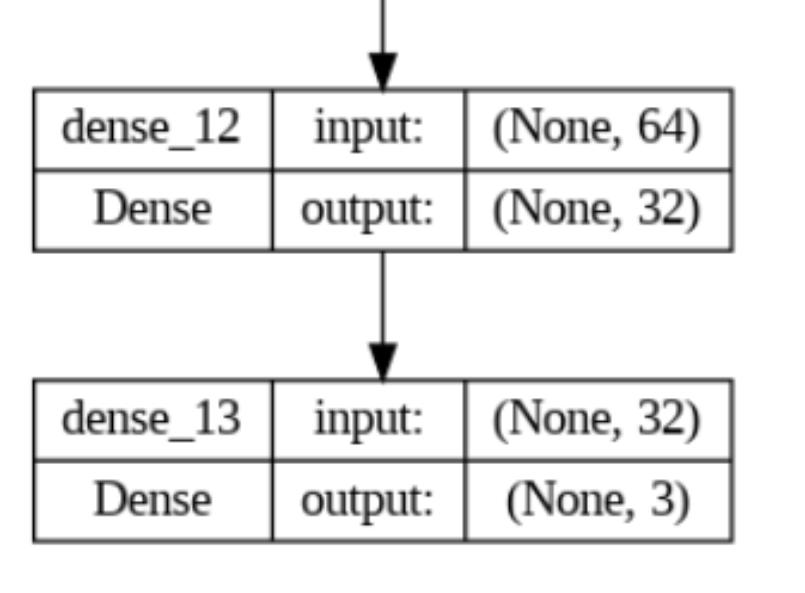 dense_12 input: (None, 64)
Dense output: (None, 32)
dense_13 input: (None, 32)
Dense output: (None, 3)